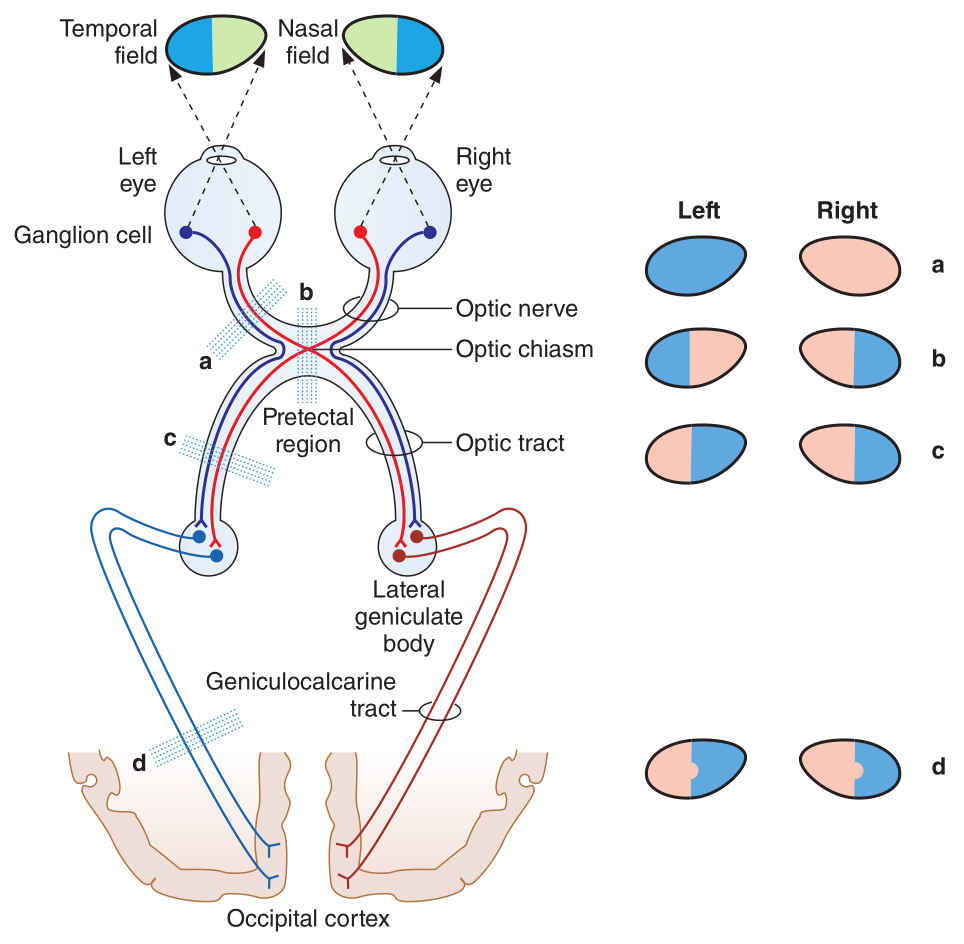 Temporal
field
Nasal
field
Left
eye
Right
eye
Ganglion cell
b
a
Optic nerve
Optic chiasm
Pretectal
region
c
Optic tract
Lateral
geniculate
body
Geniculocalcarine
tract
d
Occipital cortex
Left
Right
a
b
c
d